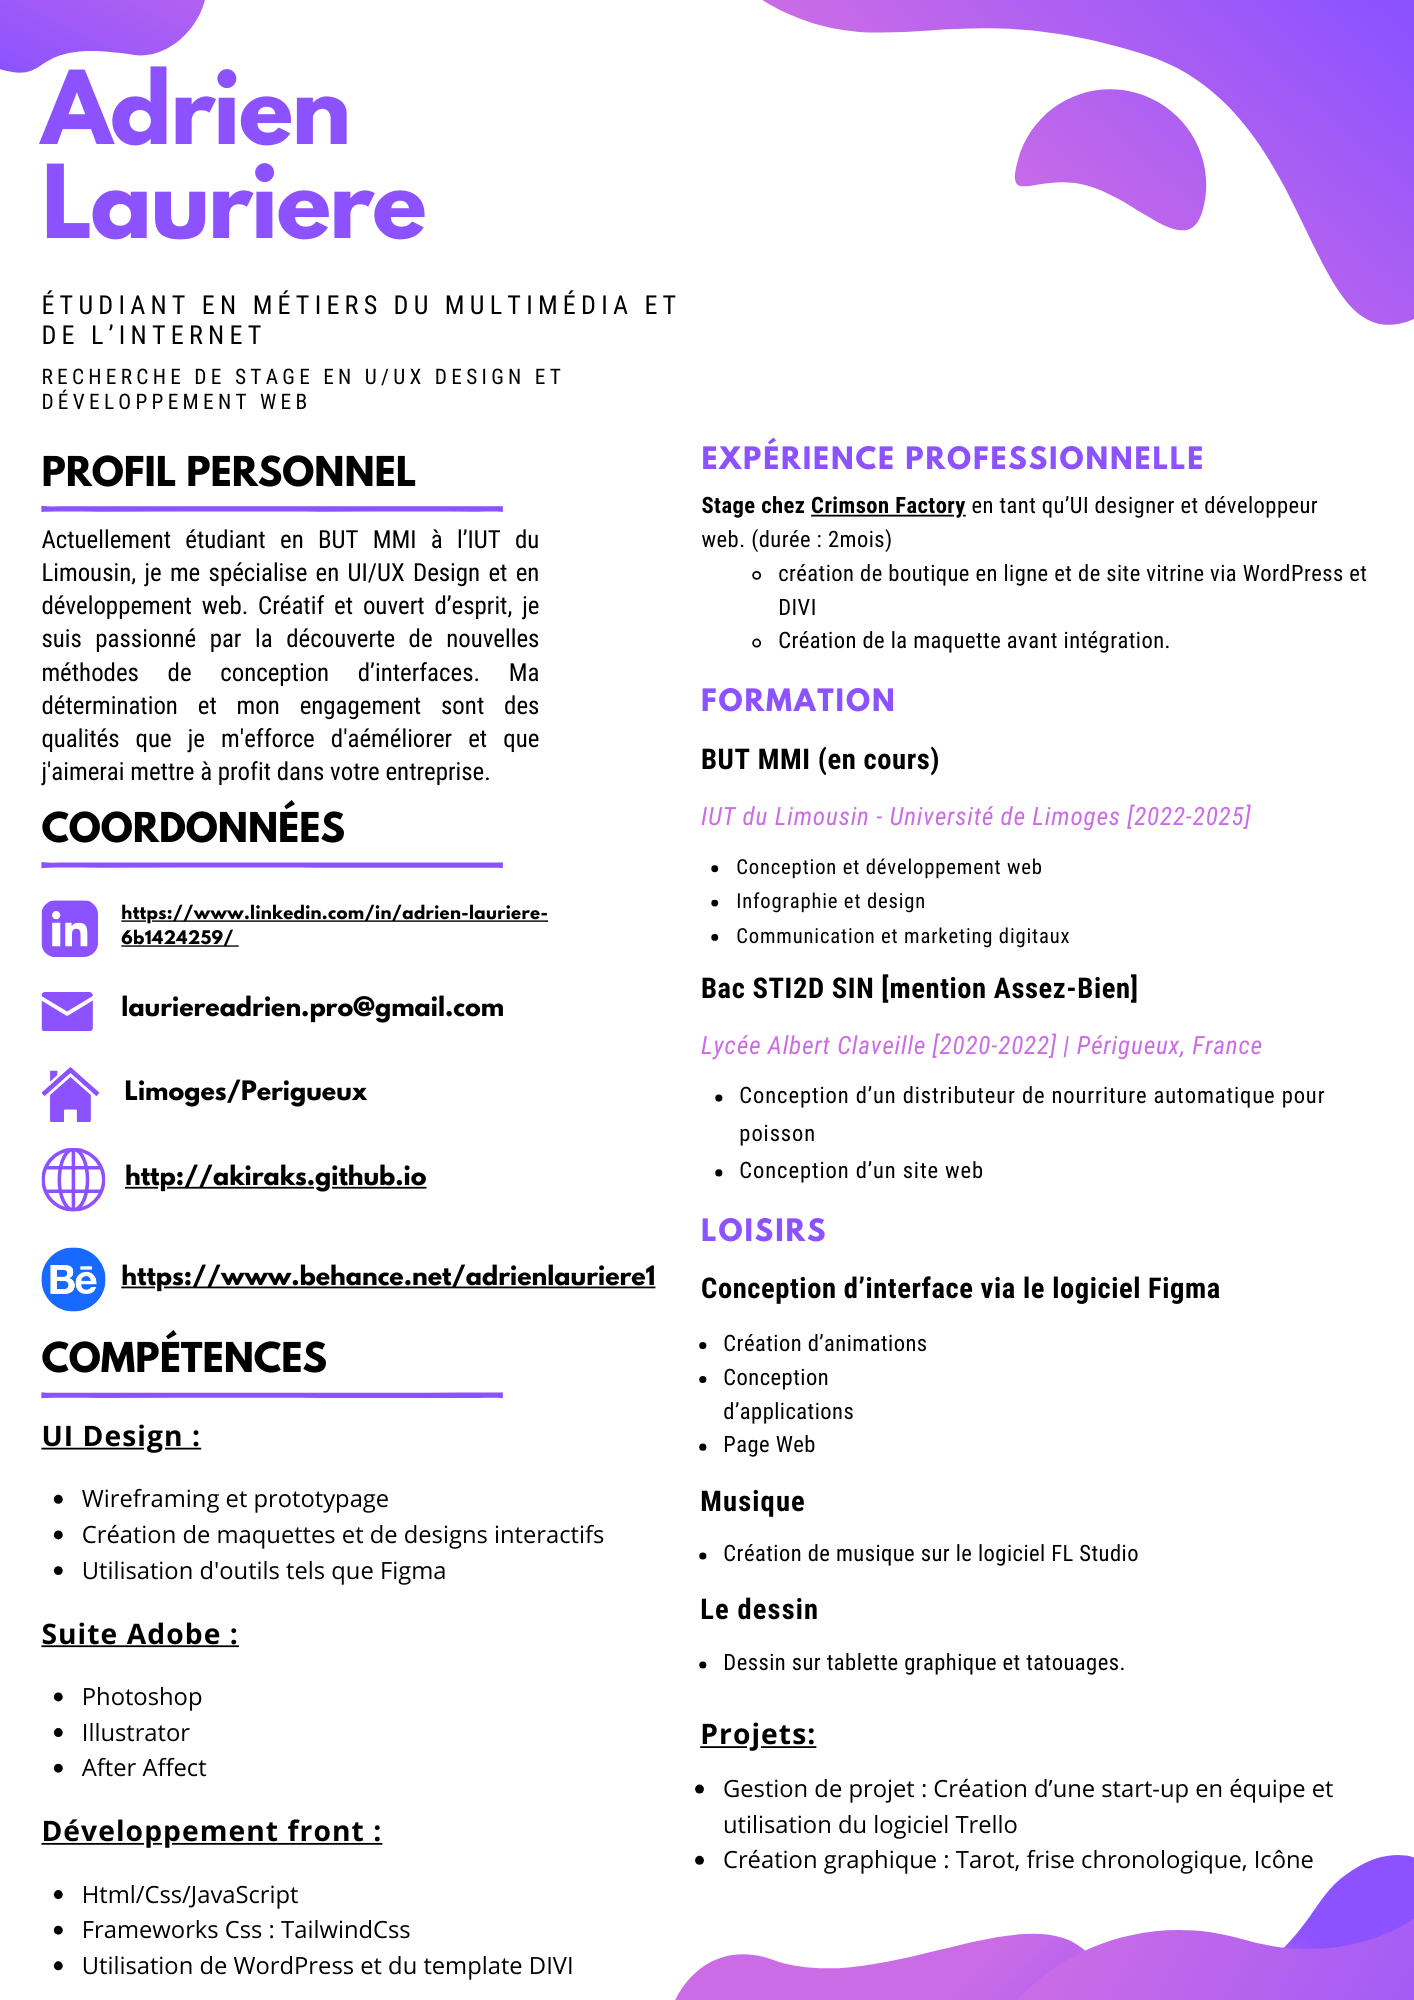 Adrien
Lauriere
ÉTUDIANT EN MÉTIERS DU MULTIMÉDIA ET
DE L’INTERNET
RECHERCHE DE STAGE EN U/UX DESIGN ET
DÉVELOPPEMENT WEB
PROFIL PERSONNEL
Actuellement étudiant en BUT MMI à l’IUT du
Limousin, je me spécialise en UI/UX Design et en
développement web. Créatif et ouvert d’esprit, je
suis passionné par la découverte de nouvelles
méthodes de conception d’interfaces. Ma
détermination et mon engagement sont des
qualités que je m'efforce d'aéméliorer et que
j'aimerai mettre à profit dans votre entreprise.
COORDONNÉES
in
https://www.linkedin.com/in/adrien-lauriere-
6b1424259/
lauriereadrien.pro@gmail.com
Limoges/Perigueux
http://akiraks.github.io
Bē
https://www.behance.net/adrienlauriere1
COMPÉTENCES
UI Design :
• Wireframing et prototypage
• Création de maquettes et de designs interactifs
• Utilisation d'outils tels que Figma
Suite Adobe :
• Photoshop
• Illustrator
• After Affect
Développement front :
• Html/Css/JavaScript
• Frameworks Css : TailwindCss
• Utilisation de WordPress et du template DIVI
EXPÉRIENCE PROFESSIONNELLE
Stage chez Crimson Factory en tant qu’UI designer et développeur
web. (durée : 2mois)
◦ création de boutique en ligne et de site vitrine via WordPress et
DIVI
◦ Création de la maquette avant intégration.
FORMATION
BUT MMI (en cours)
IUT du Limousin - Université de Limoges [2022-2025]
• Conception et développement web
• Infographie et design
• Communication et marketing digitaux
Bac STI2D SIN [mention Assez-Bien]
Lycée Albert Claveille [2020-2022] | Périgueux, France
• Conception d’un distributeur de nourriture automatique pour
poisson
• Conception d’un site web
LOISIRS
Conception d’interface via le logiciel Figma
• Création d’animations
• Conception
d’applications
• Page Web
Musique
• Création de musique sur le logiciel FL Studio
Le dessin
• Dessin sur tablette graphique et tatouages.
Projets:
• Gestion de projet : Création d’une start-up en équipe et
utilisation du logiciel Trello
• Création graphique : Tarot, frise chronologique, Icône